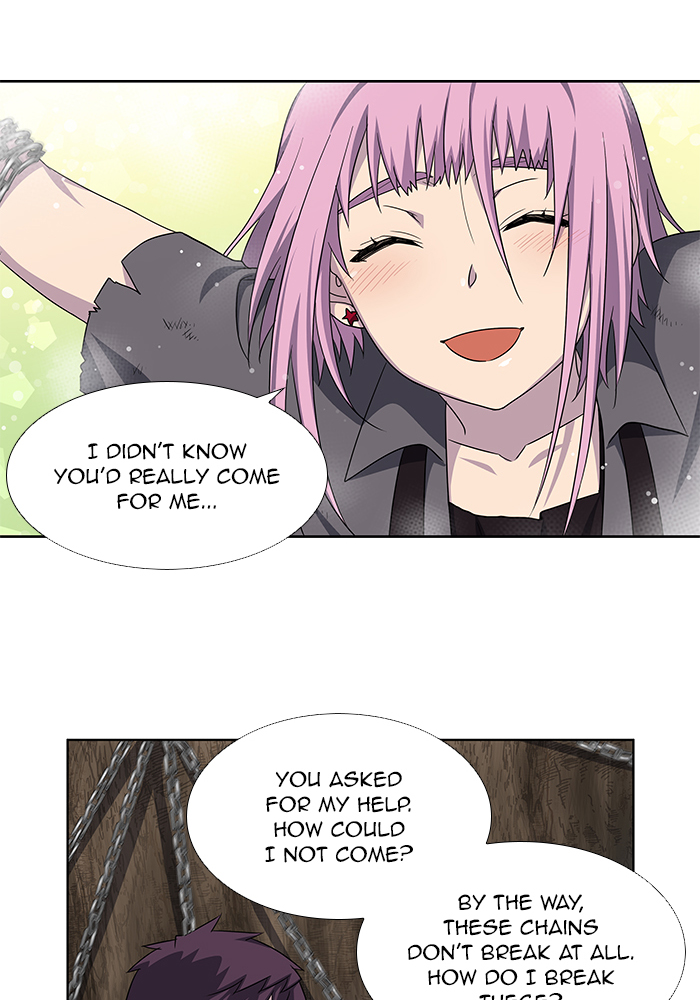 I DIDN'T KNOW
YOU'D REALLY COME
FOR ME...
YOU ASKED
FOR MY HELP.
HOW COULD
I NOT COME?
BY THE WAY,
THESE CHAINS
DON'T BREAK AT ALL.
HOW DO I BREAK